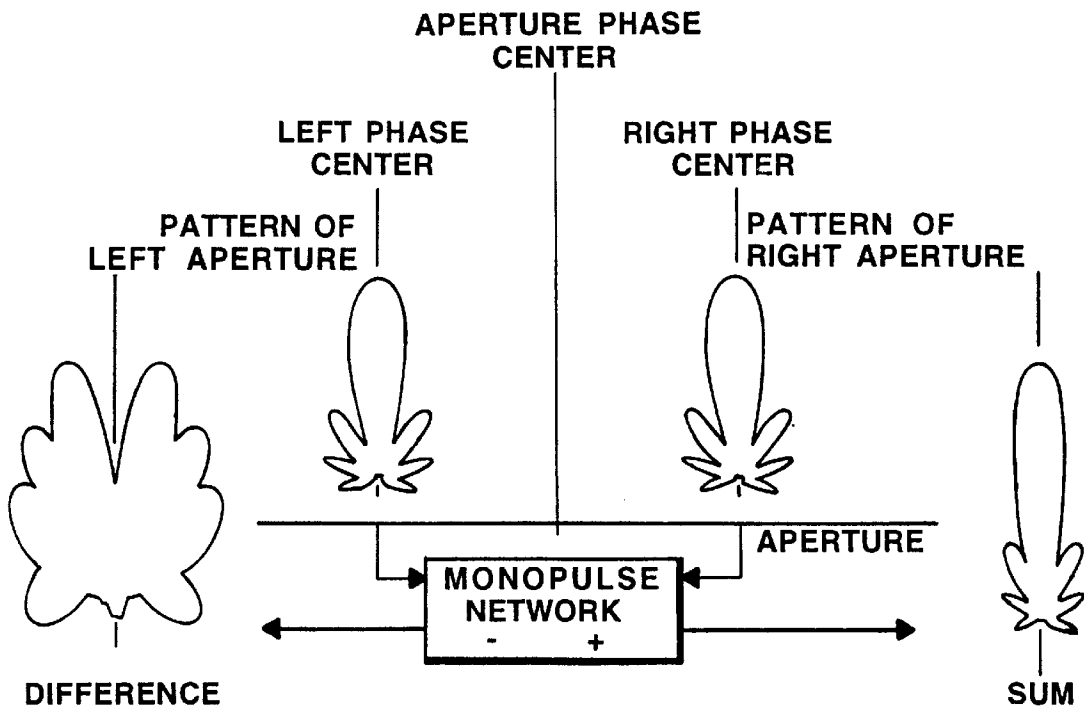 APERTURE PHASE
CENTER
LEFT PHASE
CENTER
RIGHT PHASE
CENTER
PATTERN OF
LEFT APERTURE
PATTERN OF
RIGHT APERTURE
APERTURE
MONOPULSE
NETWORK
- +
DIFFERENCE
SUM